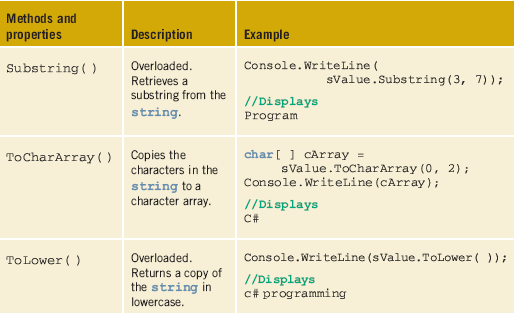 Methods and
properties
Description
Example
Substring( )
Overloaded.
Retrieves a
substring from the
string.
Console.WriteLine(
sValue.Substring(3, 7));
//Displays
Program
ToCharArray( )
Copies the
characters in the
string to a
character array.
char[ ] cArray =
sValue.ToCharArray(0, 2);
Console.WriteLine(cArray);
//Displays
C#
ToLower( )
Overloaded.
Returns a copy of
the string in
lowercase.
Console.WriteLine(sValue.ToLower( ));
//Displays
c# programming